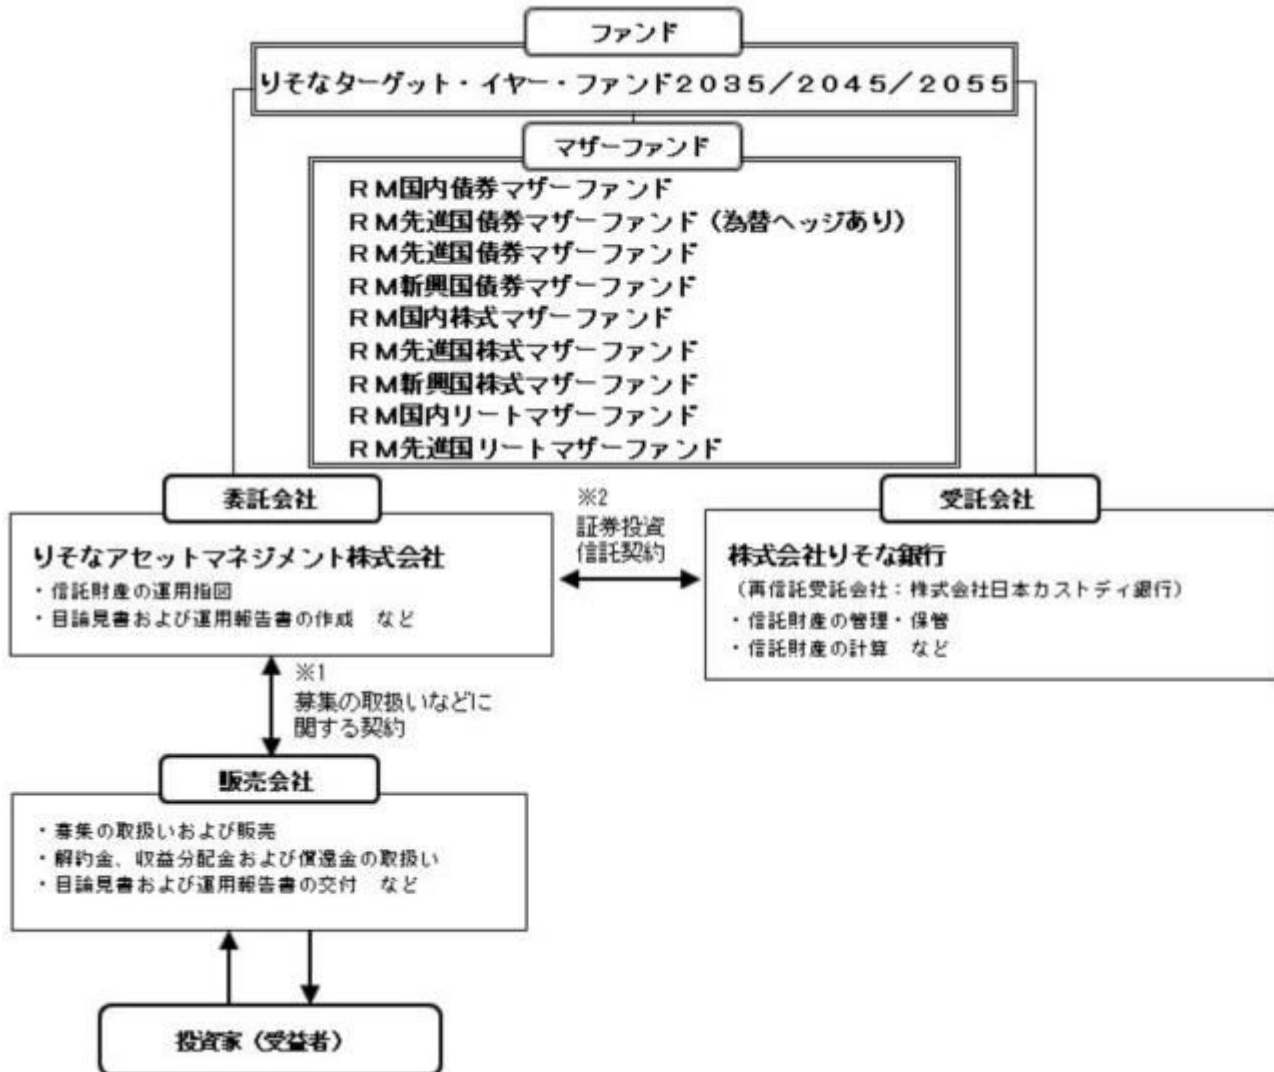 ファンド
りそなターゲット・イヤー・ファンド2035／2045／2055
マザーファンド
ＲＭ国内債券マザーファンド
ＲＭ先進国債券マザーファンド（為替ヘッジあり）
ＲＭ先進国債券マザーファンド
ＲＭ新興国債券マザーファンド
ＲＭ国内株式マザーファンド
ＲＭ先進国株式マザーファンド
ＲＭ新興国株式マザーファンド
ＲＭ国内リートマザーファンド
ＲＭ先進国リートマザーファンド
委託会社
りそなアセットマネジメント株式会社
・信託財産の運用指図
・目論見書および運用報告書の作成　など
※2
証券投資
信託契約
受託会社
株式会社りそな銀行
（再信託受託会社：株式会社日本カストディ銀行）
・信託財産の管理・保管
・信託財産の計算　など
※1
募集の取扱いなどに
関する契約
販売会社
・募集の取扱いおよび販売
・解約金、収益分配金および償還金の取扱い
・目論見書および運用報告書の交付　など
投資家（受益者）